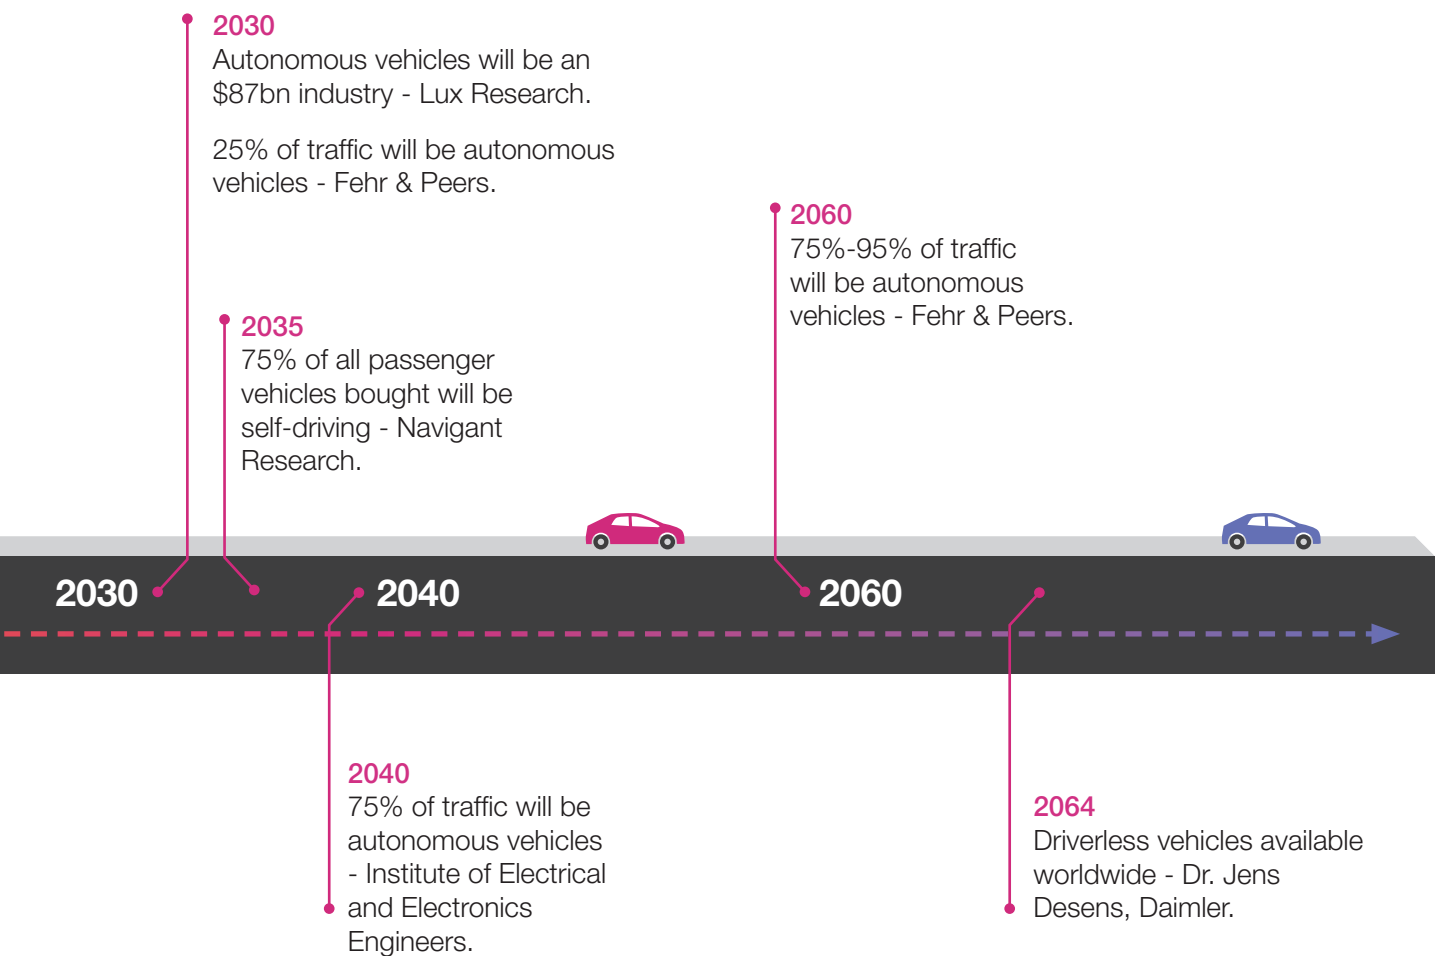 2030
Autonomous vehicles will be an
$87bn industry - Lux Research.
25% of traffic will be autonomous
vehicles - Fehr & Peers.
2060
75%-95% of traffic
will be autonomous
vehicles - Fehr & Peers.
2035
75% of all passenger
vehicles bought will be
self-driving - Navigant
Research.
2030
2040
2060
2040
75% of traffic will be
autonomous vehicles
- Institute of Electrical
and Electronics
Engineers.
2064
Driverless vehicles available
worldwide - Dr. Jens
Desens, Daimler.